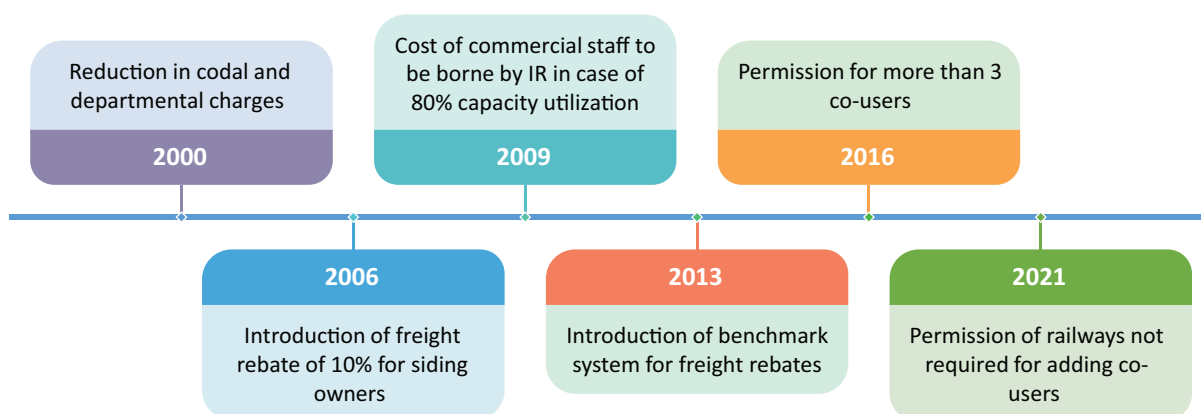 Reduction in codal and
departmental charges
2000
2006
Introduction of freight
rebate of 10% for siding
owners
Cost of commercial staff to
be borne by IR in case of
80% capacity utilization
2009
2013
Introduction of benchmark
system for freight rebates
Permission for more than 3
co-users
2016
2021
Permission of railways not
required for adding co-
users